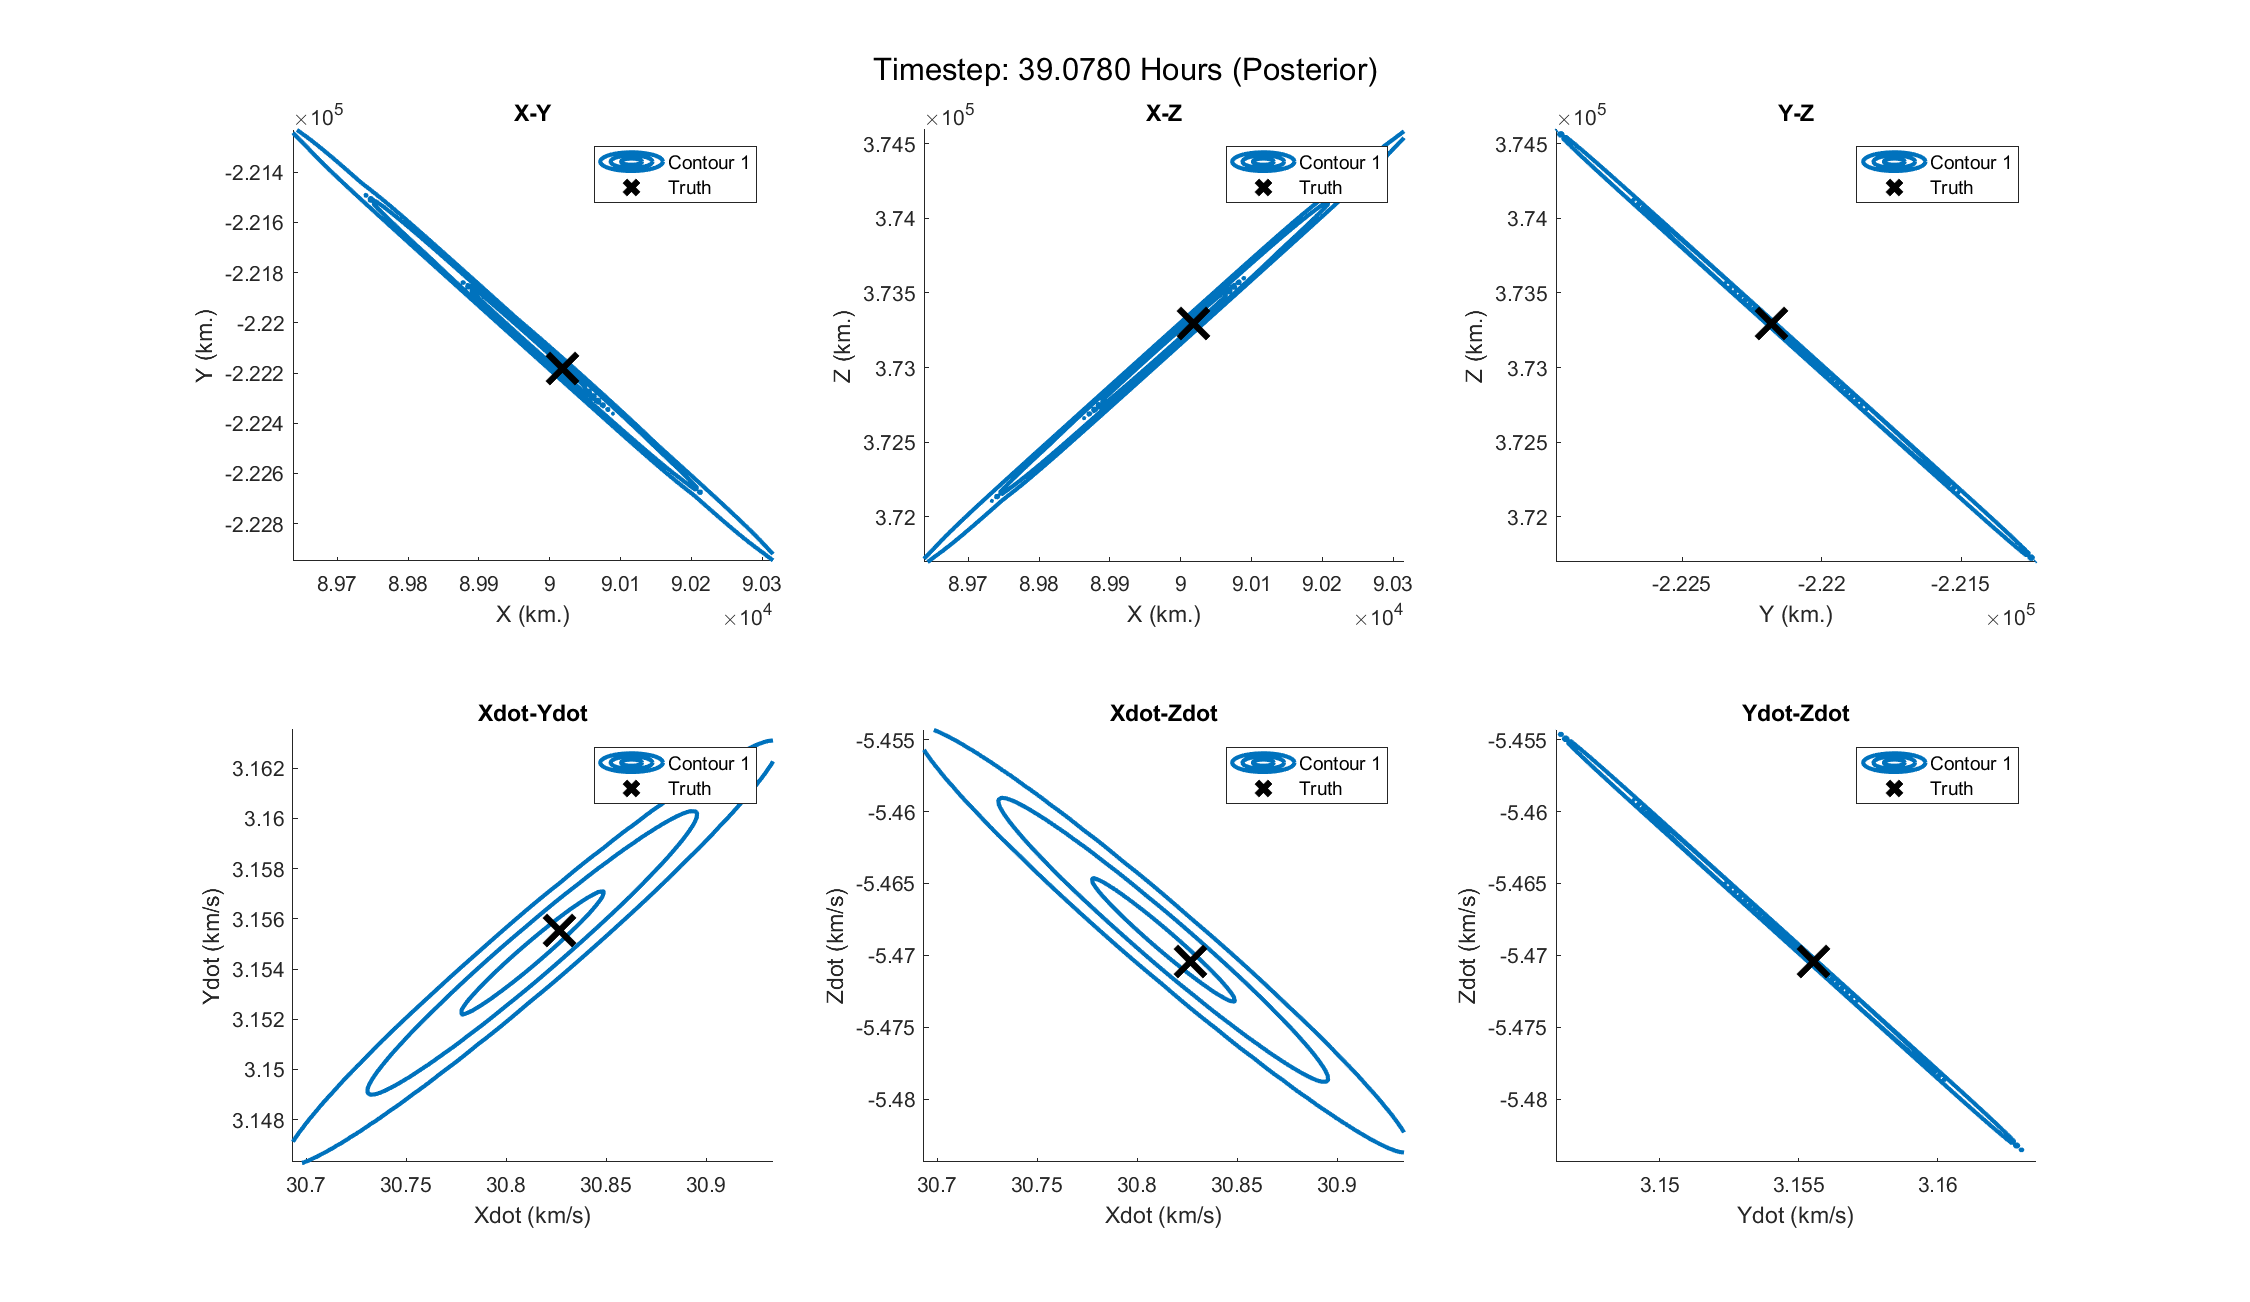 Timestep: 39.0780 Hours (Posterior)
X-Y
×10^5
-2.214
-2.216
-2.218
-2.22
-2.222
-2.224
-2.226
-2.228
Y (km.)
8.97 8.98 8.99 9 9.01 9.02 9.03
X (km.)
×10^4
Contour 1
Truth
X-Z
×10^5
3.745
3.74
3.735
3.73
3.725
3.72
Z (km.)
8.97 8.98 8.99 9 9.01 9.02 9.03
X (km.)
×10^4
Contour 1
Truth
Y-Z
×10^5
3.745
3.74
3.735
3.73
3.725
3.72
Z (km.)
-2.225 -2.22 -2.215
Y (km.)
×10^5
Contour 1
Truth
Xdot-Ydot
3.162
3.16
3.158
3.156
3.154
3.152
3.15
3.148
Ydot (km/s)
30.7 30.75 30.8 30.85 30.9
Xdot (km/s)
Contour 1
Truth
Xdot-Zdot
-5.455
-5.46
-5.465
-5.47
-5.475
-5.48
Zdot (km/s)
30.7 30.75 30.8 30.85 30.9
Xdot (km/s)
Contour 1
Truth
Ydot-Zdot
-5.455
-5.46
-5.465
-5.47
-5.475
-5.48
Zdot (km/s)
3.15 3.155 3.16
Ydot (km/s)
Contour 1
Truth